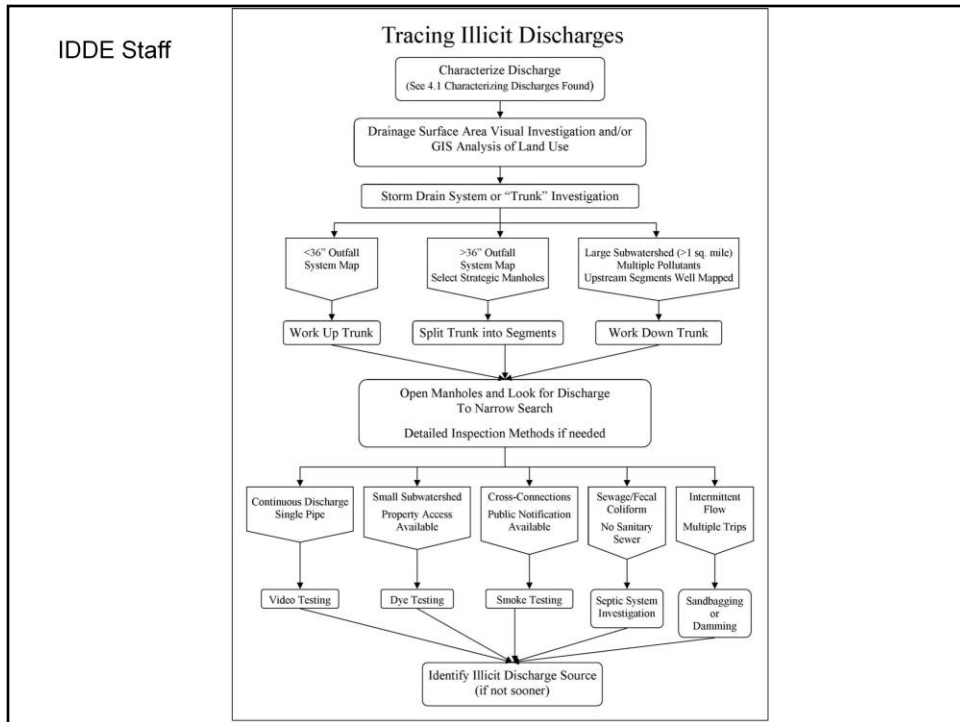 IDDE Staff
Tracing Illicit Discharges
Characterize Discharge
(See 4.1 Characterizing Discharges Found)
Drainage Surface Area Visual Investigation and/or
GIS Analysis of Land Use
Storm Drain System or “Trunk” Investigation
<36” Outfall
System Map
>36” Outfall
System Map
Select Strategic Manholes
Large Subwatershed (>1 sq. mile)
Multiple Pollutants
Upstream Segments Well Mapped
Work Up Trunk
Split Trunk into Segments
Work Down Trunk
Open Manholes and Look for Discharge
To Narrow Search
Detailed Inspection Methods if needed
Continuous Discharge
Single Pipe
Small Subwatershed
Property Access
Available
Cross-Connections
Public Notification
Available
Sewage/Fecal
Coliform
No Sanitary
Sewer
Intermittent
Flow
Multiple Trips
Video Testing
Dye Testing
Smoke Testing
Septic System
Investigation
Sandbagging
or
Damming
Identify Illicit Discharge Source
(if not sooner)